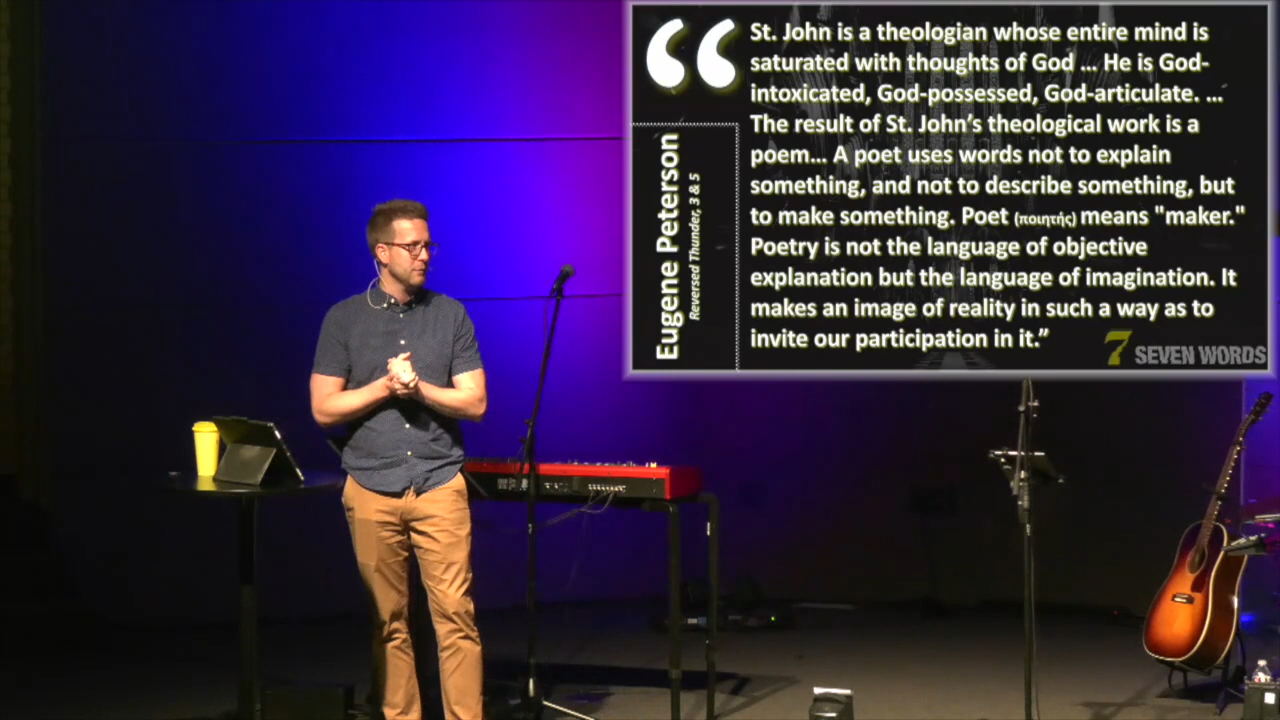 “
St. John is a theologian whose entire mind is
saturated with thoughts of God ... He is God-
intoxicated, God-possessed, God-articulate. ...
The result of St. John’s theological work is a
poem... A poet uses words not to explain
something, and not to describe something, but
to make something. Poet (ποιητής) means "maker."
Poetry is not the language of objective
explanation but the language of imagination. It
makes an image of reality in such a way as to
invite our participation in it.”
Eugene Peterson
Reversed Thunder, 3 & 5
7 SEVEN WORDS